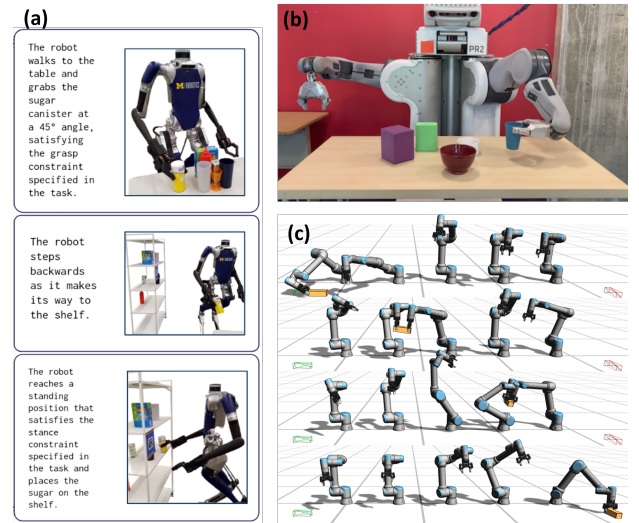 (a)
The robot
walks to the
table and
grabs the
sugar
canister at
a 45° angle,
satisfying
the grasp
constraint
specified in
the task.
M ROBOTICS
The robot
steps
backwards
as it makes
its way to
the shelf.
The robot
reaches a
standing
position that
satisfies the
stance
constraint
specified in
the task and
places the
sugar on the
shelf.
(b)
PR2
(c)